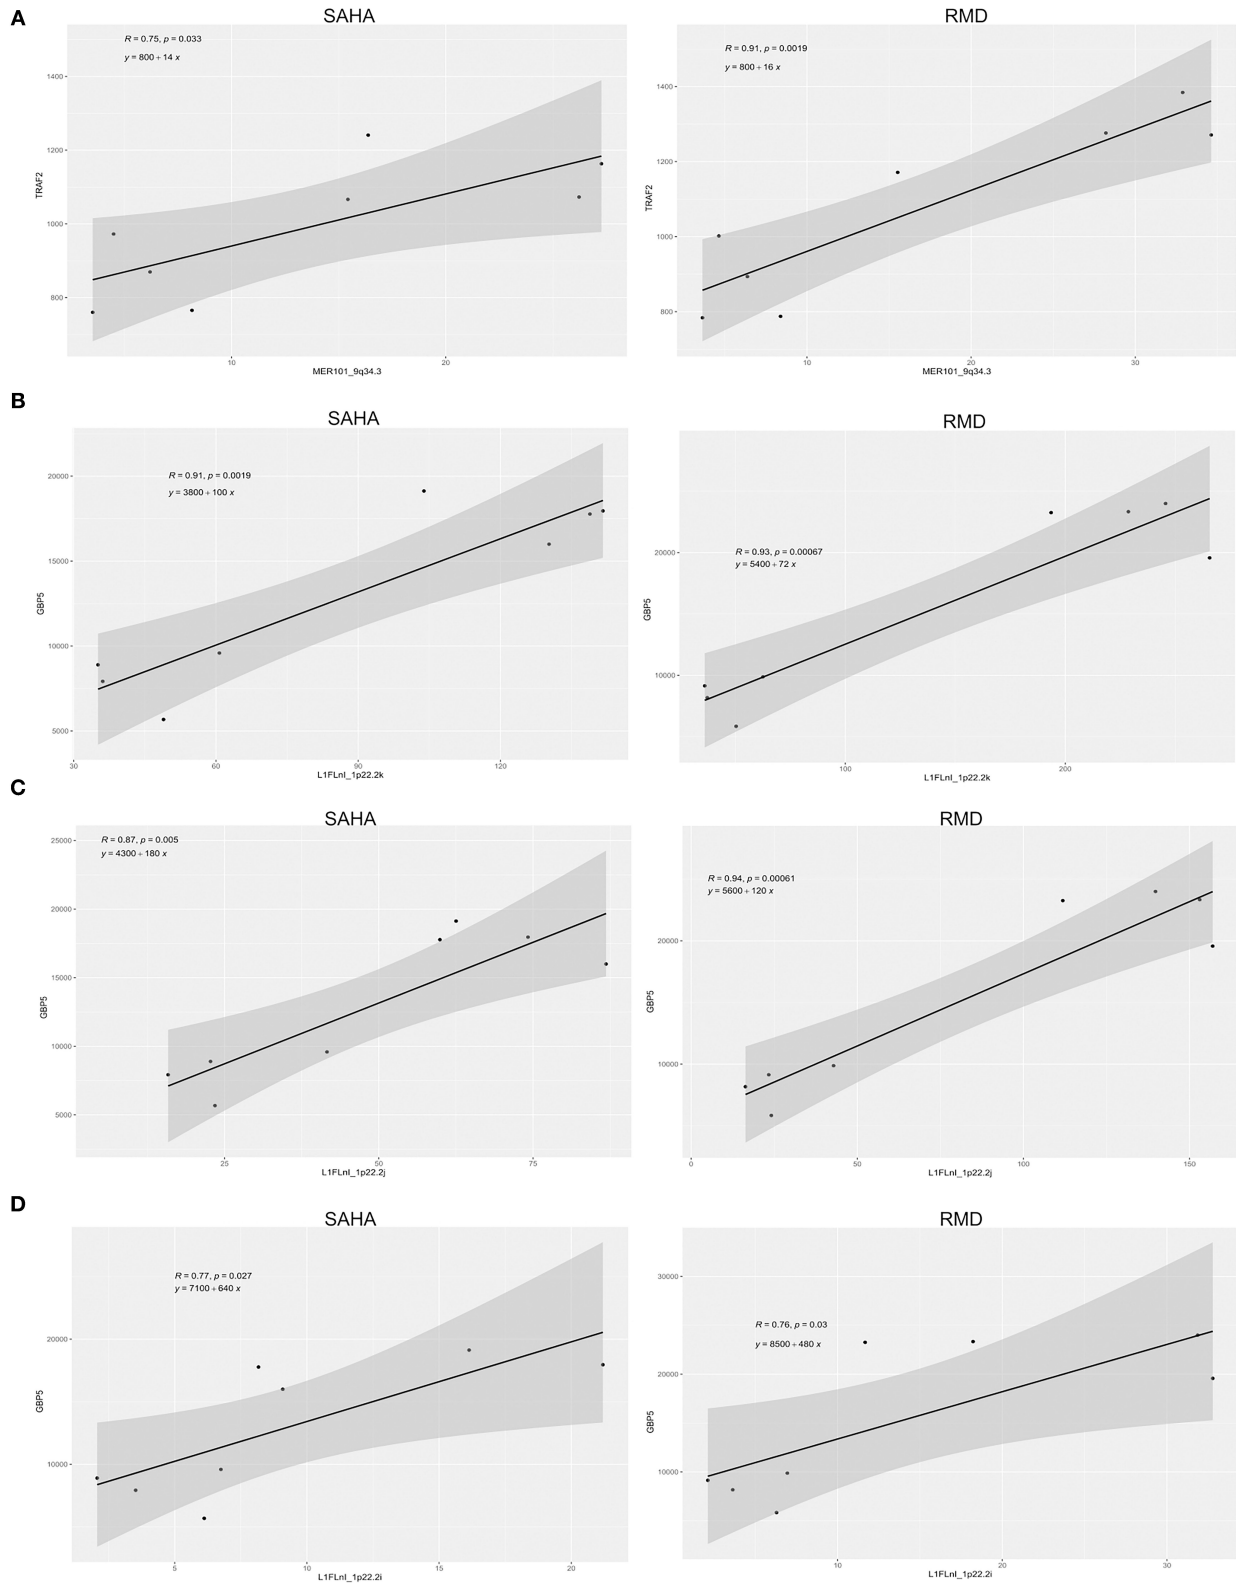 A
SAHA
R = 0.75, p = 0.033
y = 800 + 14 x
1400
1200
1000
800
TRAF2
10
20
MER101_9q34.3
RMD
R = 0.91, p = 0.0019
y = 800 + 16 x
1400
1200
1000
800
TRAF2
10
20
30
MER101_9q34.3
B
SAHA
R = 0.91, p = 0.0019
y = 3800 + 100 x
20000
15000
10000
5000
GBP5
30
60
90
120
L1FLnI_1p22.2k
RMD
R = 0.93, p = 0.00067
y = 5400 + 72 x
20000
10000
GBP5
100
200
L1FLnI_1p22.2k
C
SAHA
R = 0.87, p = 0.005
y = 4300 + 180 x
25000
20000
15000
10000
5000
GBP5
25
50
75
L1FLnI_1p22.2j
RMD
R = 0.94, p = 0.00061
y = 5600 + 120 x
20000
10000
GBP5
0
50
100
150
L1FLnI_1p22.2j
D
SAHA
R = 0.77, p = 0.027
y = 7100 + 640 x
20000
10000
GBP5
5
10
15
20
L1FLnI_1p22.2i
RMD
R = 0.76, p = 0.03
y = 8500 + 480 x
30000
20000
10000
GBP5
10
20
30
L1FLnI_1p22.2i